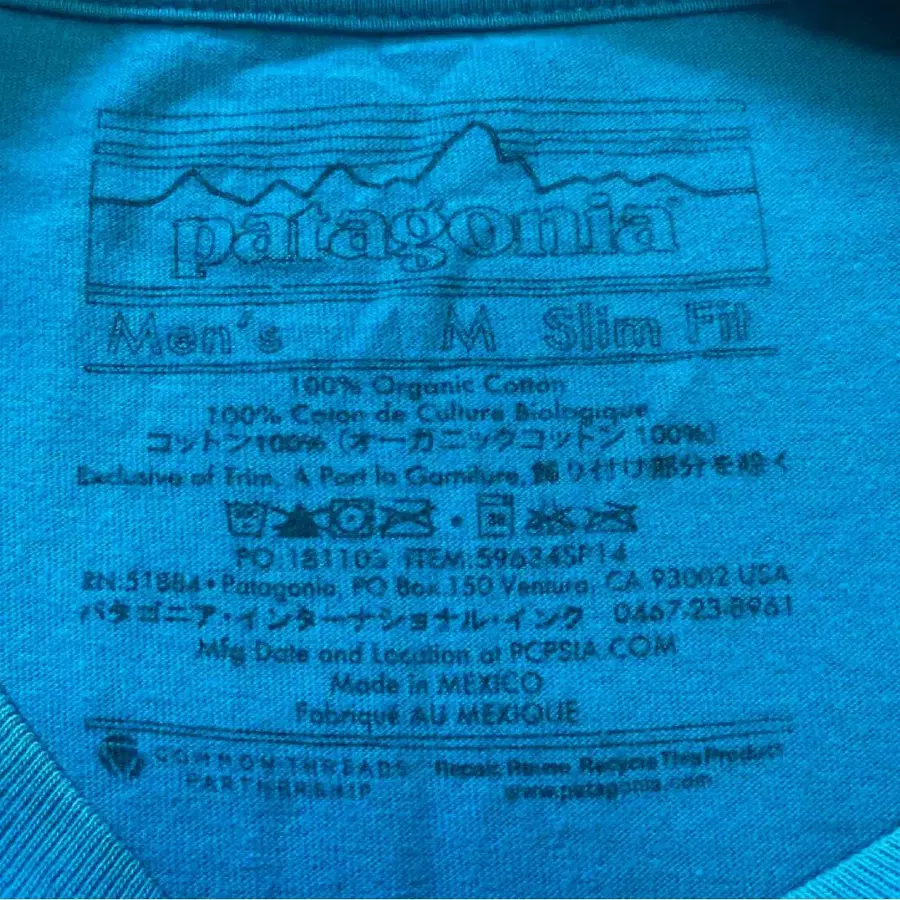 patagonia®
Men's M Slim Fit
100% Organic Cotton
100% Coton de Culture Biologique
コットン100% (オーガニックコットン 100%)
Exclusive of Trim, A Part la Garniture, 飾り付け部分を除く
PO:181103 ITEM:59634SP14
RN:51884 • Patagonia, PO Box 150 Ventura, CA 93002 USA
パタゴニア・インターナショナル・インク 0467-23-8961
Mfg Date and Location at PCPSIA.COM
Made in MEXICO
Fabriqué AU MEXIQUE
COMMON THREADS Repair, Reuse, Recycle This Product
PARTNERSHIP www.patagonia.com